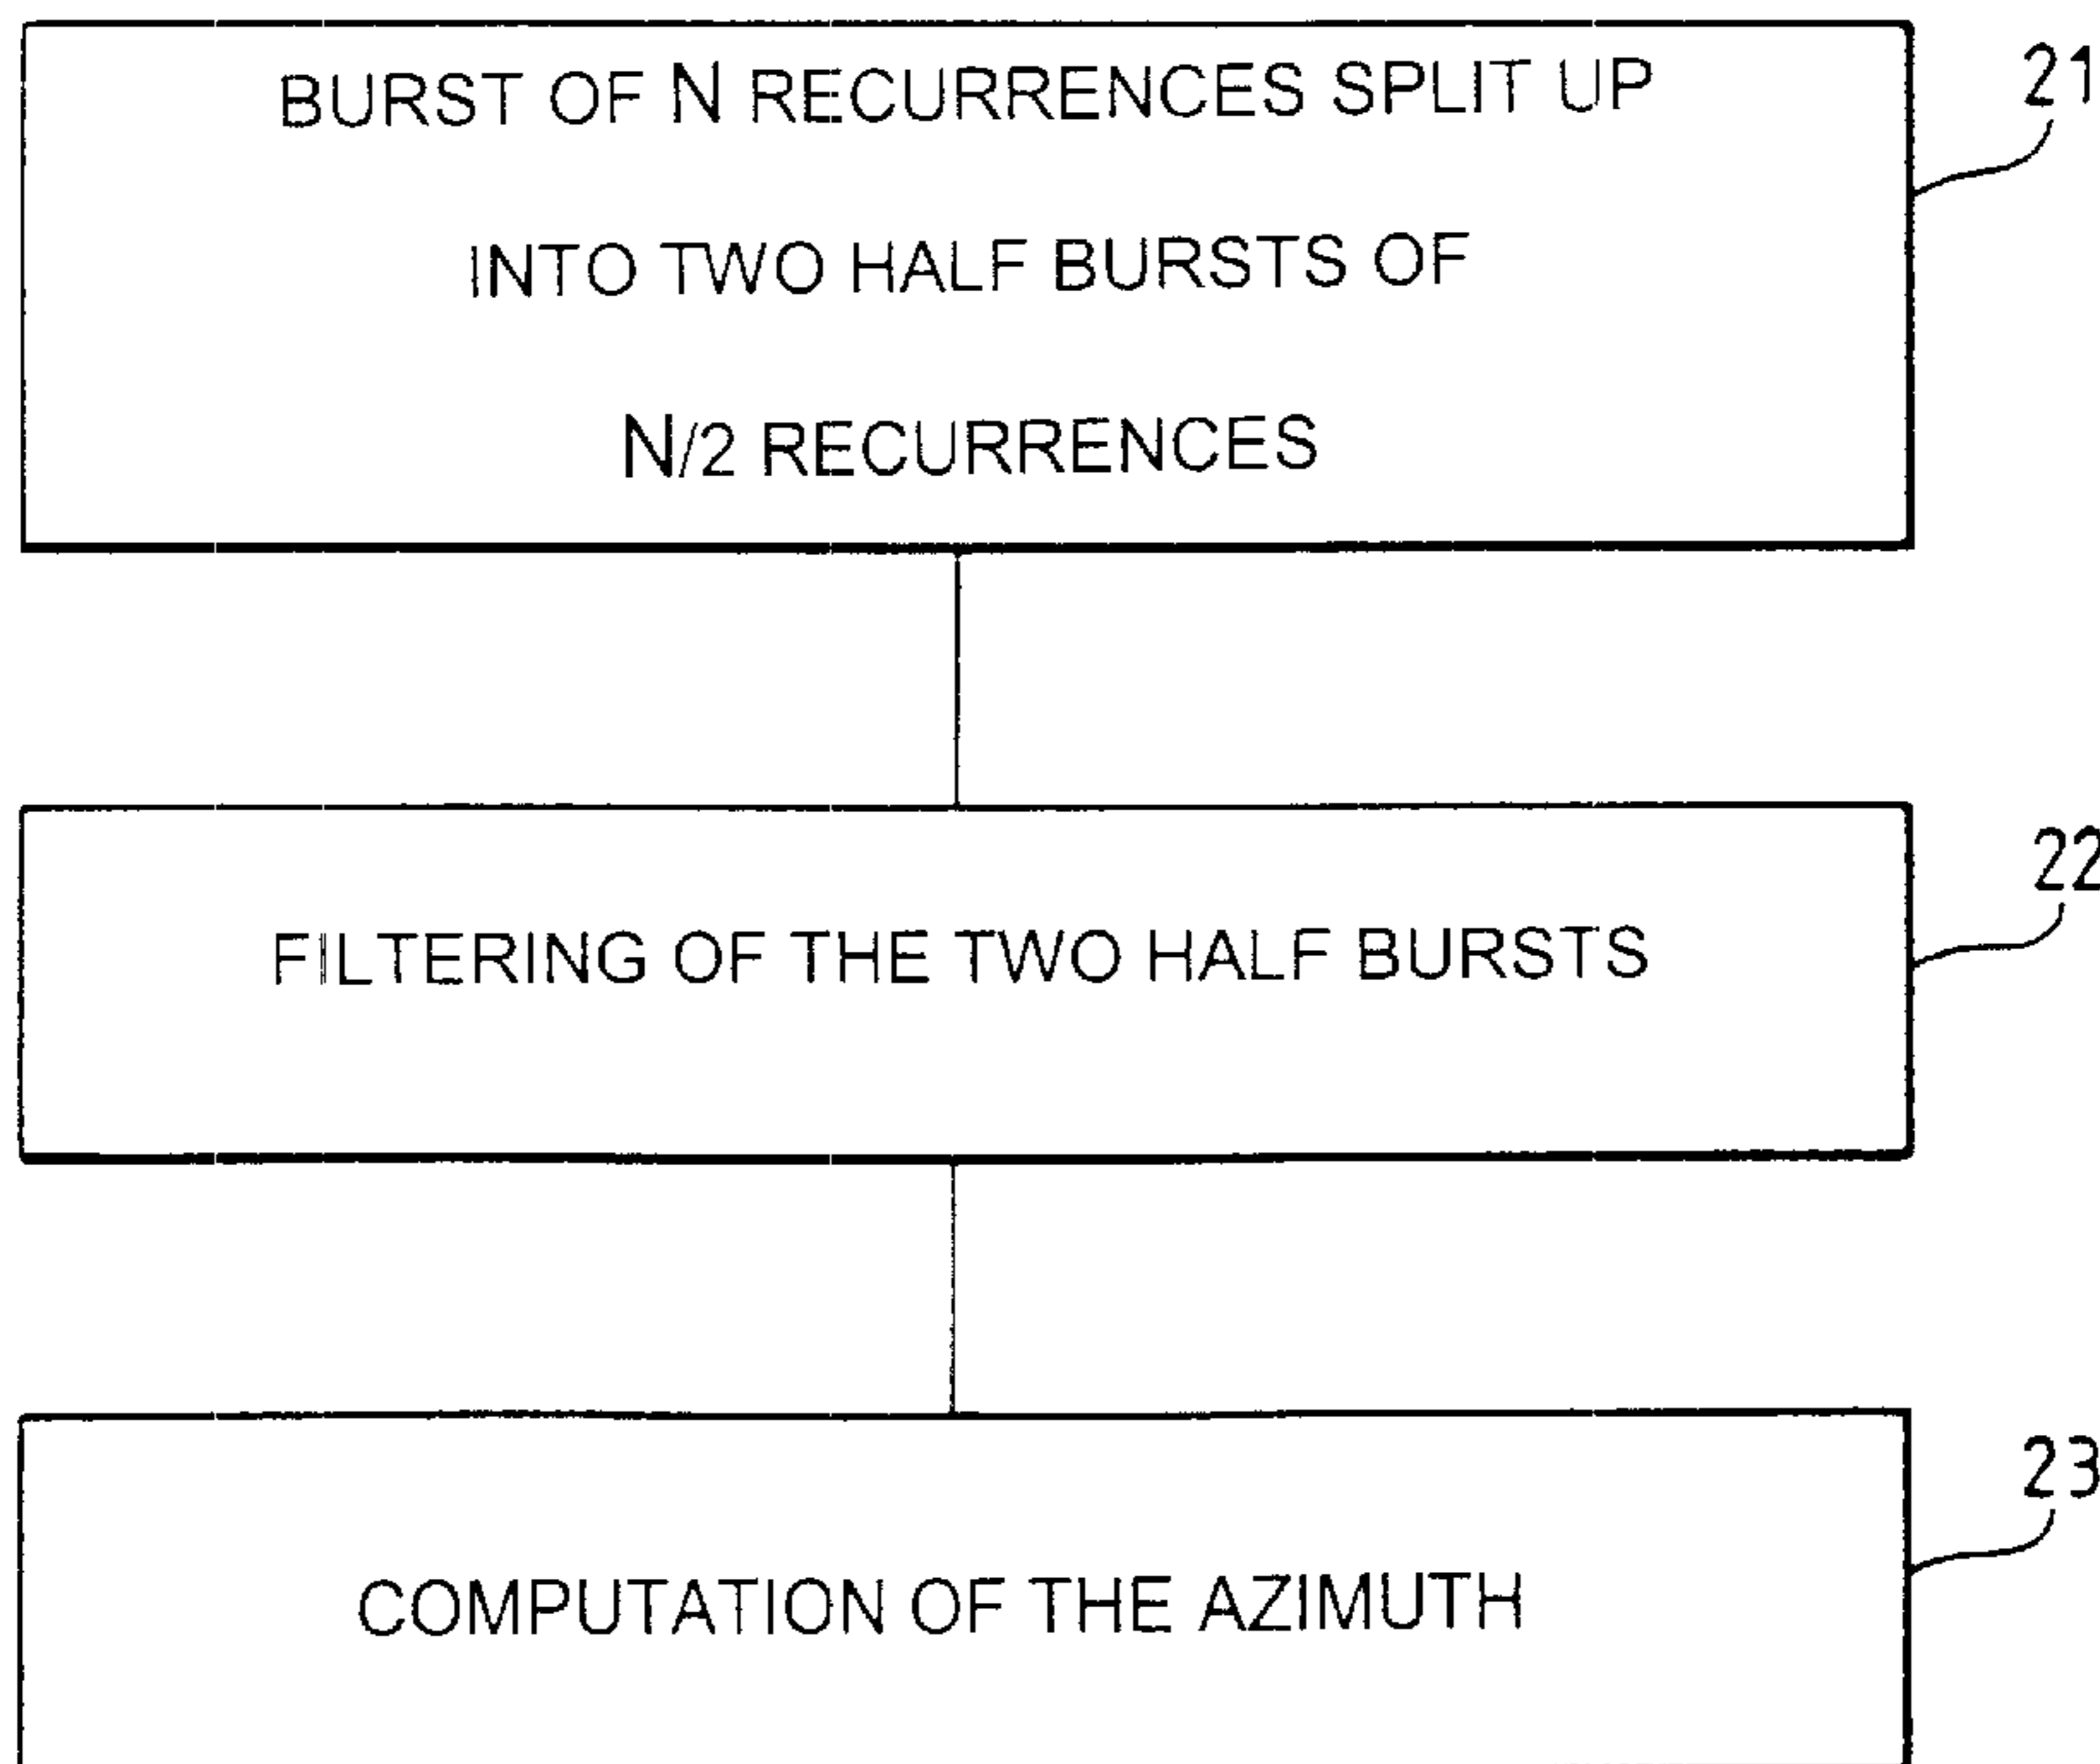 BURST OF N RECURRENCES SPLIT UP
21
INTO TWO HALF BURSTS OF
N/2 RECURRENCES
22
FILTERING OF THE TWO HALF BURSTS
23
COMPUTATION OF THE AZIMUTH